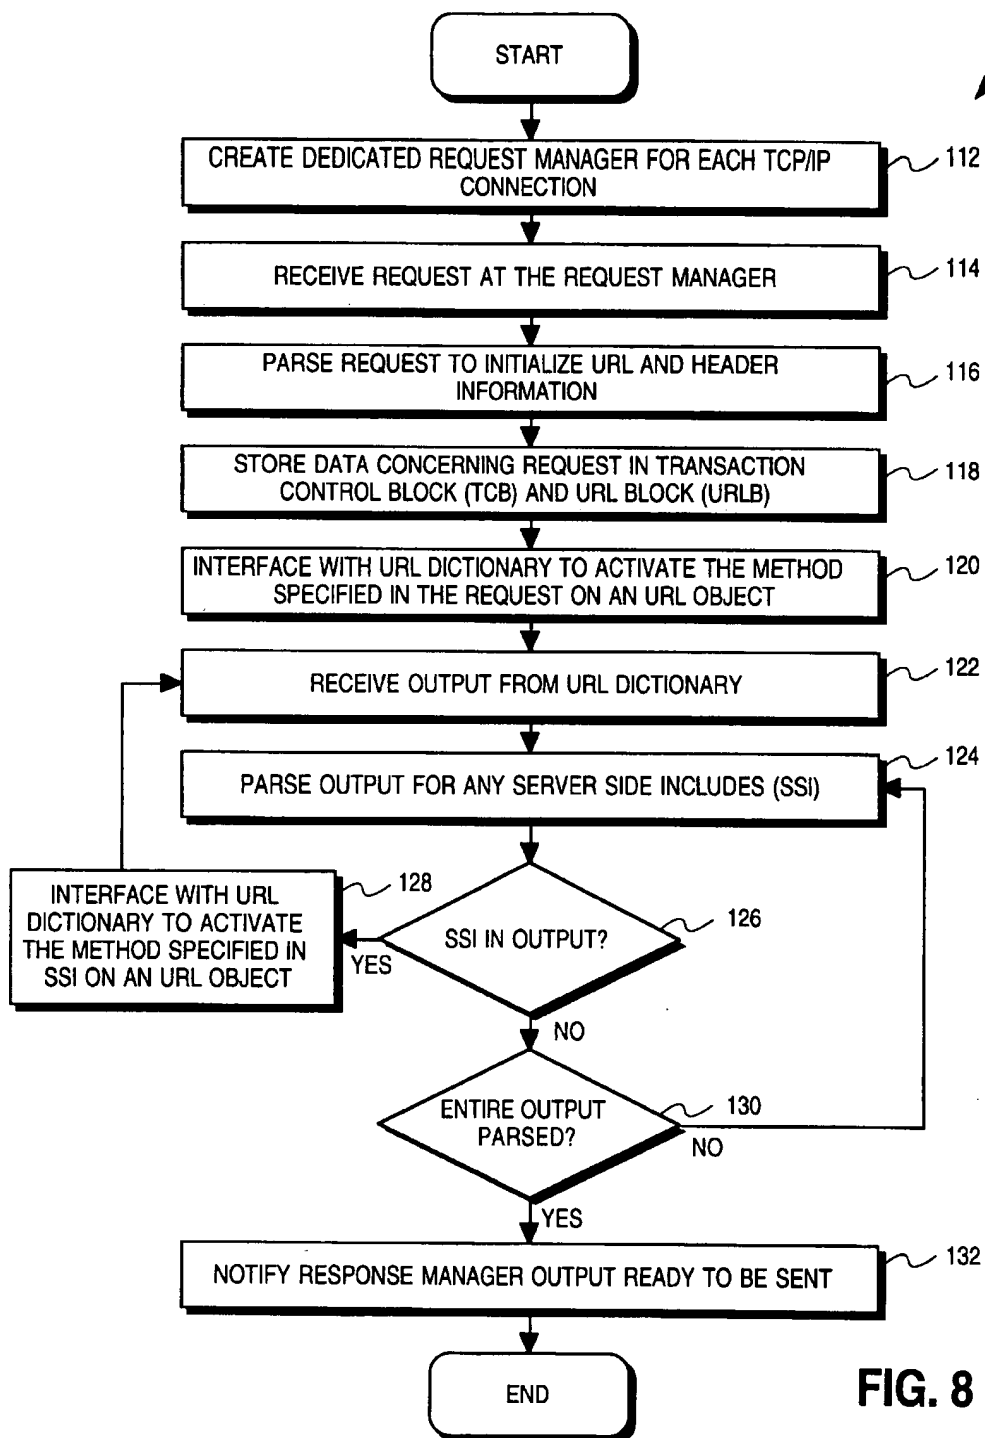 START
CREATE DEDICATED REQUEST MANAGER FOR EACH TCP/IP
CONNECTION
112
RECEIVE REQUEST AT THE REQUEST MANAGER
114
PARSE REQUEST TO INITIALIZE URL AND HEADER
INFORMATION
116
STORE DATA CONCERNING REQUEST IN TRANSACTION
CONTROL BLOCK (TCB) AND URL BLOCK (URLB)
118
INTERFACE WITH URL DICTIONARY TO ACTIVATE THE METHOD
SPECIFIED IN THE REQUEST ON AN URL OBJECT
120
RECEIVE OUTPUT FROM URL DICTIONARY
122
PARSE OUTPUT FOR ANY SERVER SIDE INCLUDES (SSI)
124
INTERFACE WITH URL
DICTIONARY TO ACTIVATE
THE METHOD SPECIFIED IN
SSI ON AN URL OBJECT
128
YES
SSI IN OUTPUT?
126
NO
ENTIRE OUTPUT
PARSED?
130
NO
YES
NOTIFY RESPONSE MANAGER OUTPUT READY TO BE SENT
132
END
FIG. 8